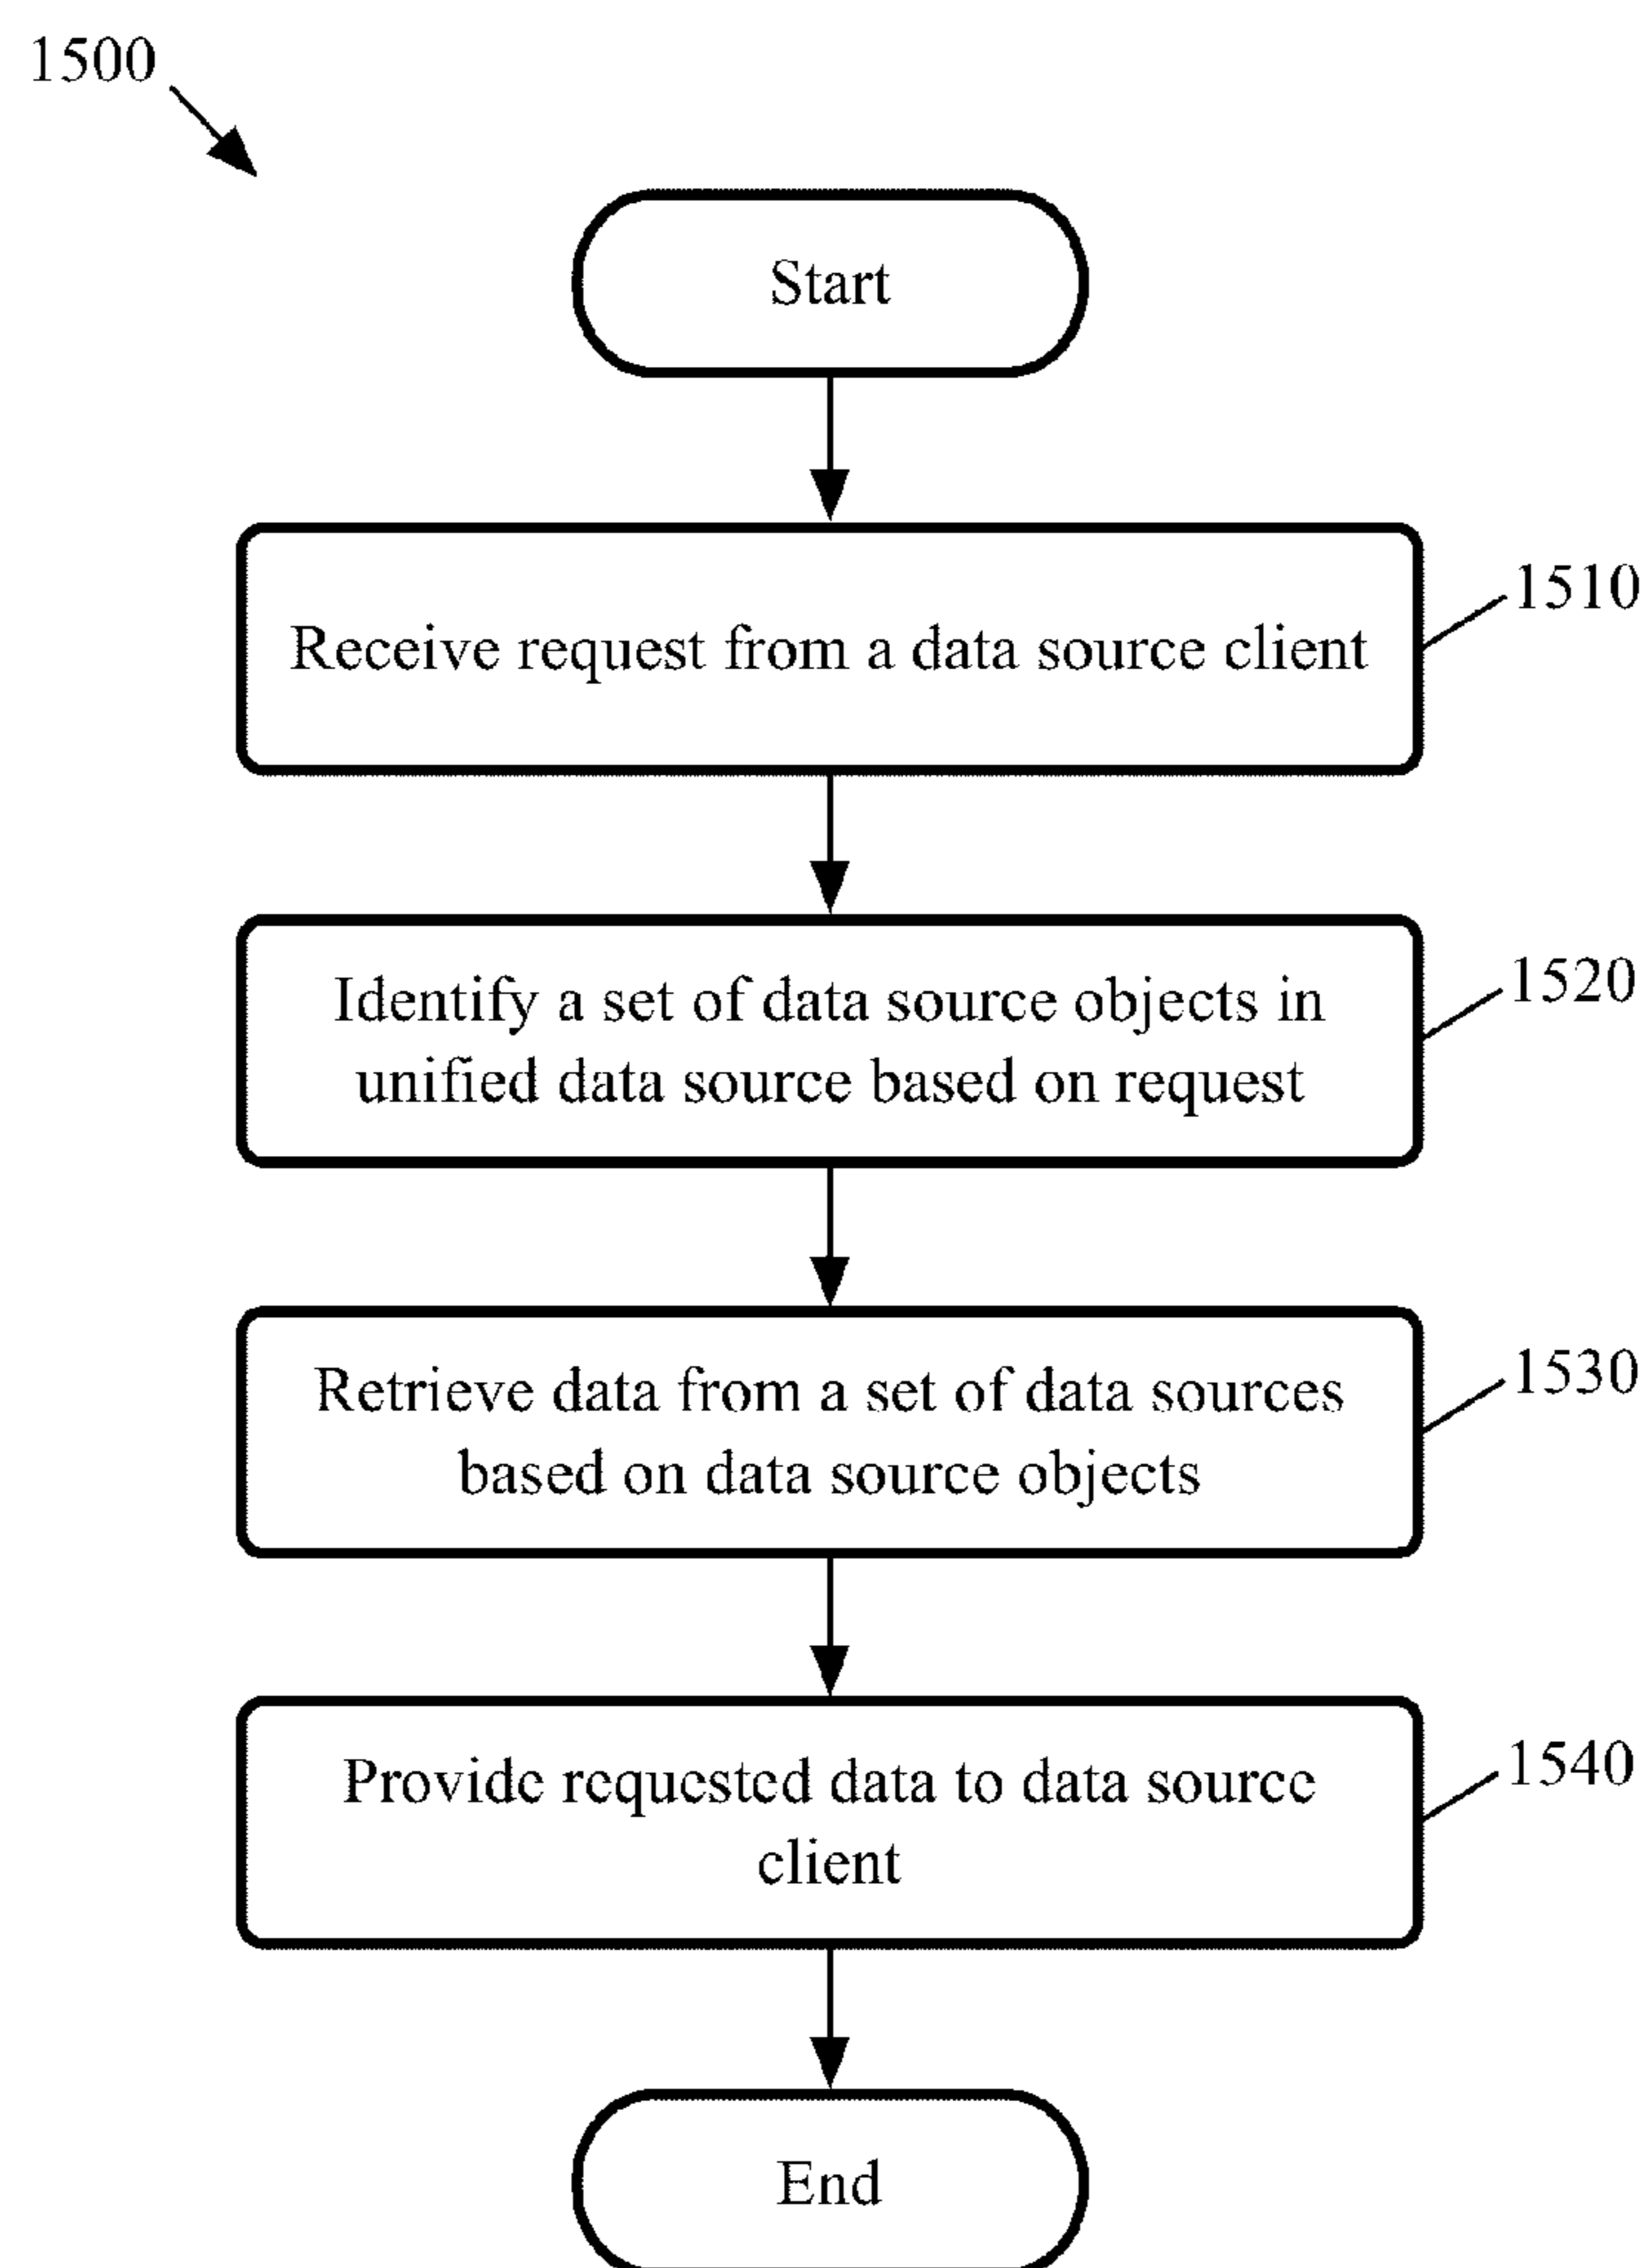 1500
Start
Receive request from a data source client
1510
Identify a set of data source objects in
unified data source based on request
1520
Retrieve data from a set of data sources
based on data source objects
1530
Provide requested data to data source
client
1540
End